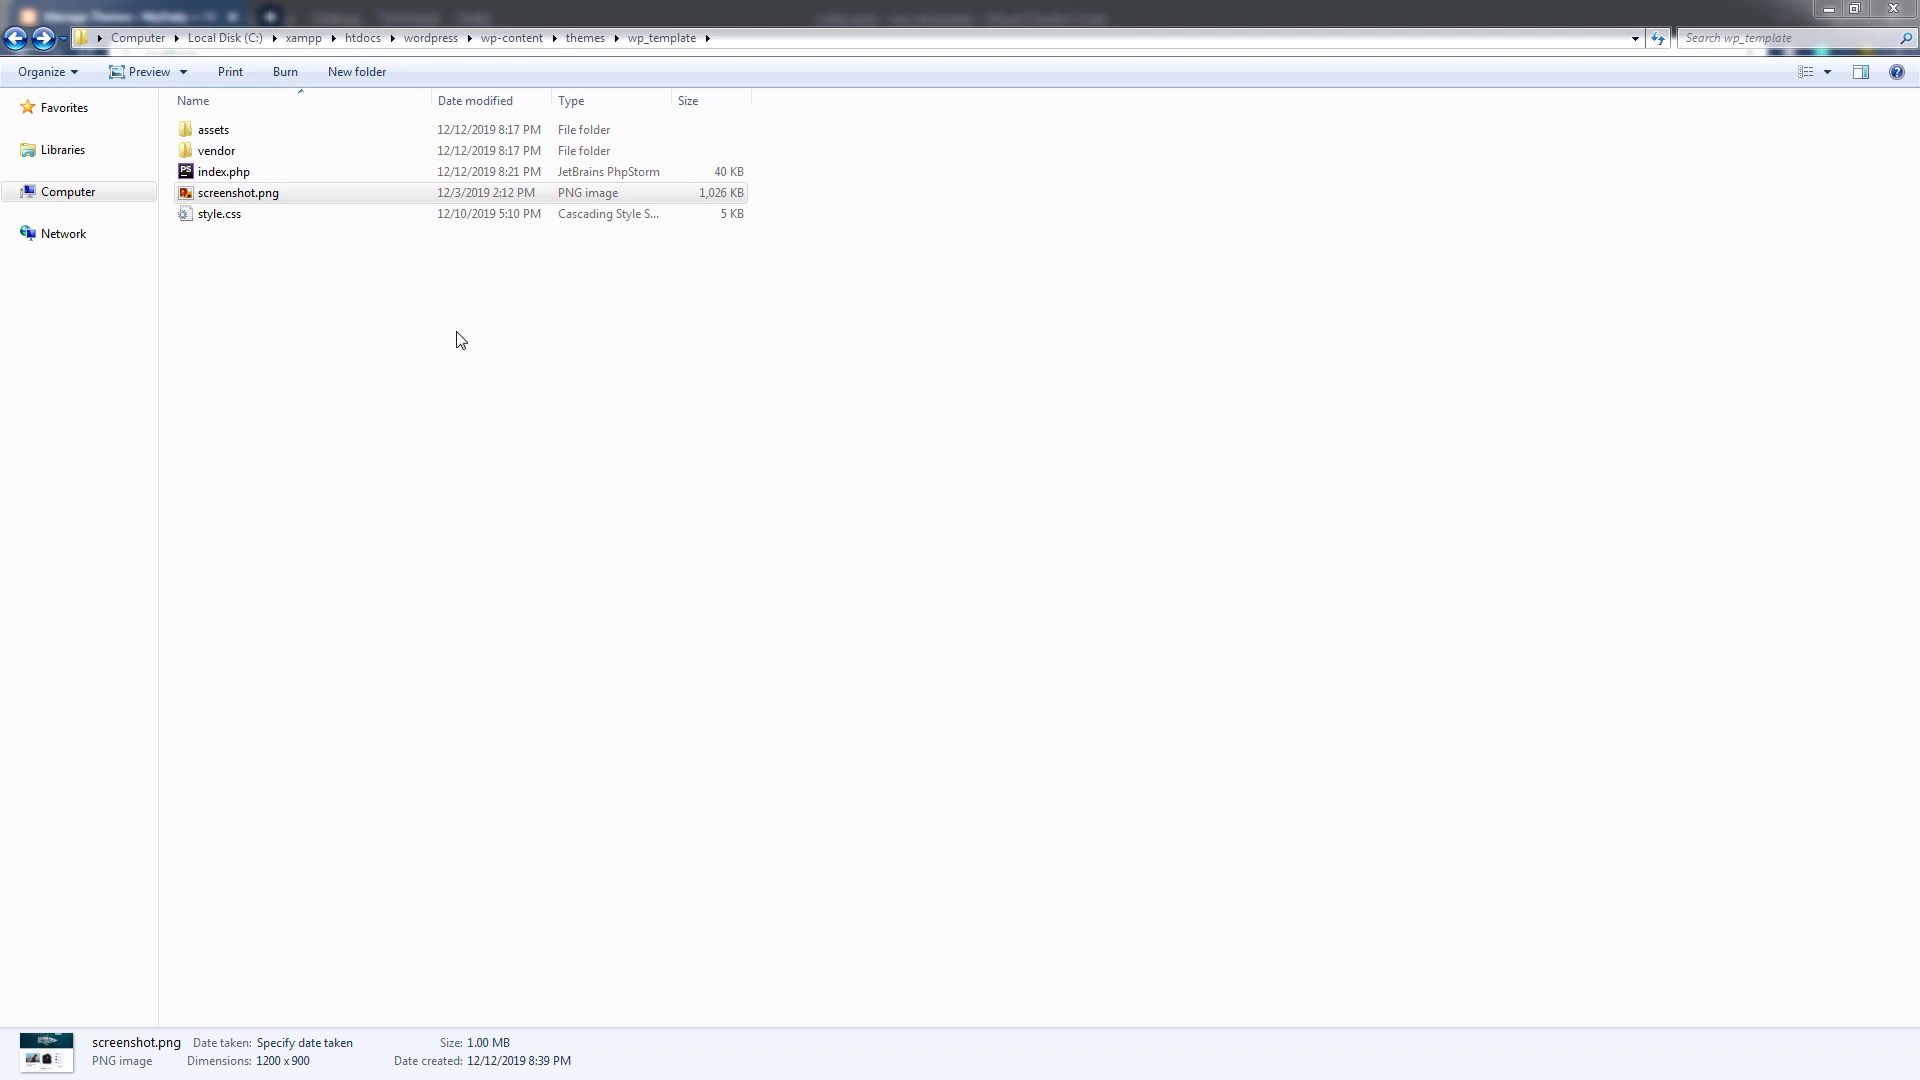 Computer Local Disk (C:) xampp htdocs wordpress wp-content themes wp_template Search wp_template
Organize Preview Print Burn New folder
Name Date modified Type Size
Favorites
Libraries
Computer
Network
assets 12/12/2019 8:17 PM File folder
vendor 12/12/2019 8:17 PM File folder
PS index.php 12/12/2019 8:21 PM JetBrains PhpStorm 40 KB
screenshot.png 12/3/2019 2:12 PM PNG image 1,026 KB
style.css 12/10/2019 5:10 PM Cascading Style S... 5 KB
screenshot.png Date taken: Specify date taken Size: 1.00 MB
PNG image Dimensions: 1200 x 900 Date created: 12/12/2019 8:39 PM